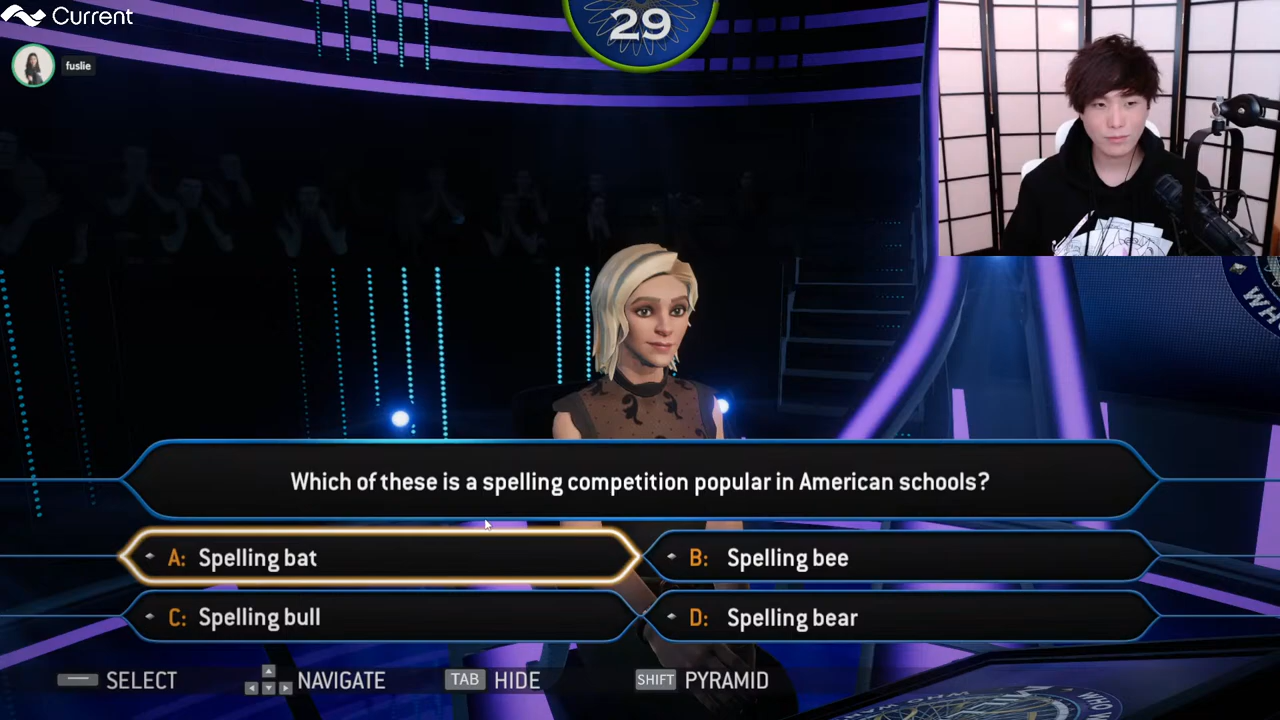 Current
29
fuslie
WH
Which of these is a spelling competition popular in American schools?
A: Spelling bat
B: Spelling bee
C: Spelling bull
D: Spelling bear
SELECT
NAVIGATE
TAB HIDE
SHIFT PYRAMID